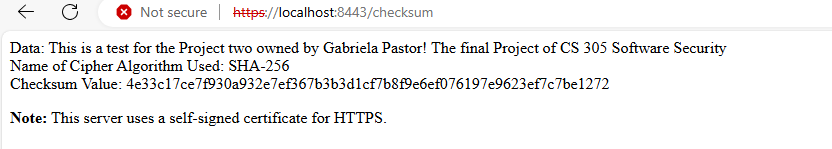 Not secure https://localhost:8443/checksum
Data: This is a test for the Project two owned by Gabriela Pastor! The final Project of CS 305 Software Security
Name of Cipher Algorithm Used: SHA-256
Checksum Value: 4e33c17ce7f930a932e7ef367b3b3d1cf7b8f9e6ef076197e9623ef7c7be1272
Note: This server uses a self-signed certificate for HTTPS.